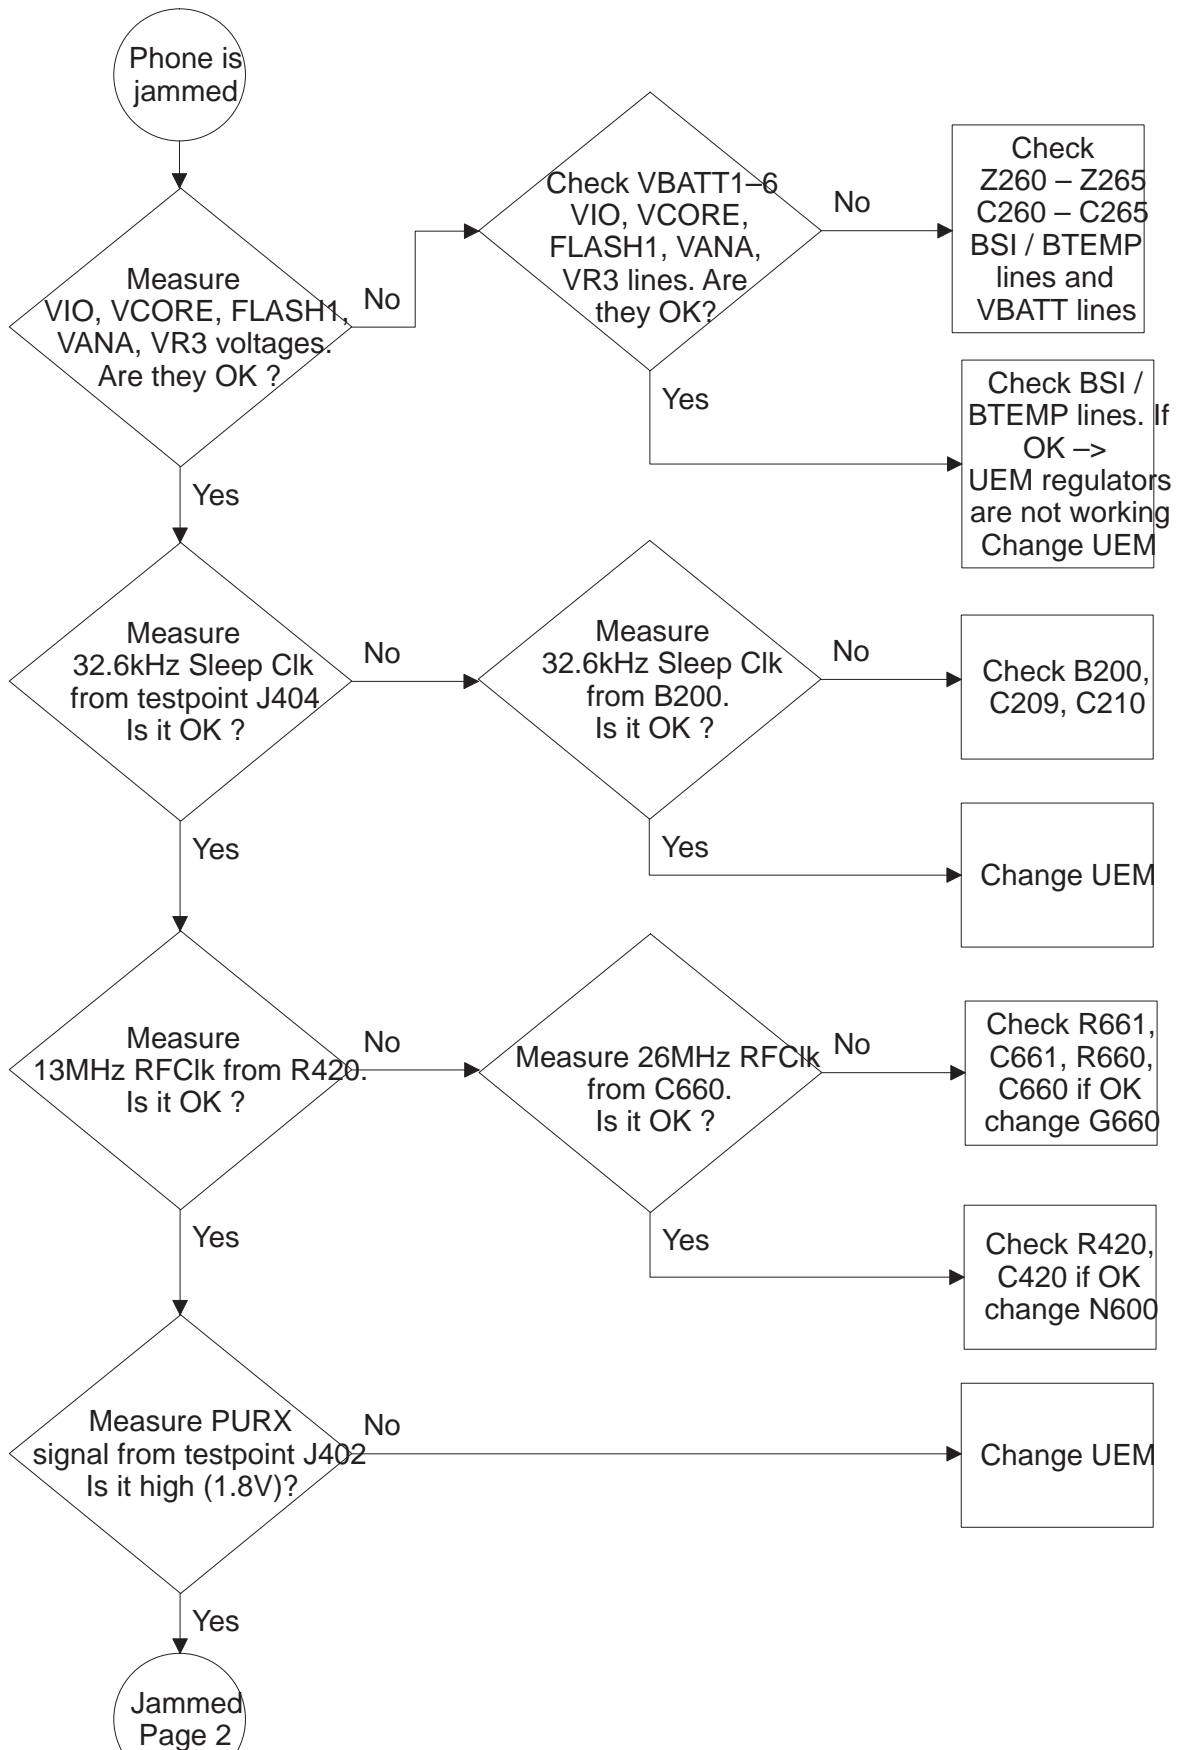 Phone is
jammed
Measure
VIO, VCORE, FLASH1,
VANA, VR3 voltages.
Are they OK ?
No
Check VBATT1–6
VIO, VCORE,
FLASH1, VANA,
VR3 lines. Are
they OK?
No
Check
Z260 – Z265
C260 – C265
BSI / BTEMP
lines and
VBATT lines
Yes
Check BSI /
BTEMP lines. If
OK –>
UEM regulators
are not working
Change UEM
Yes
Measure
32.6kHz Sleep Clk
from testpoint J404
Is it OK ?
No
Measure
32.6kHz Sleep Clk
from B200.
Is it OK ?
No
Check B200,
C209, C210
Yes
Change UEM
Yes
Measure
13MHz RFClk from R420.
Is it OK ?
No
Measure 26MHz RFClk
from C660.
Is it OK ?
No
Check R661,
C661, R660,
C660 if OK
change G660
Yes
Check R420,
C420 if OK
change N600
Yes
Measure PURX
signal from testpoint J402
Is it high (1.8V)?
No
Change UEM
Yes
Jammed
Page 2